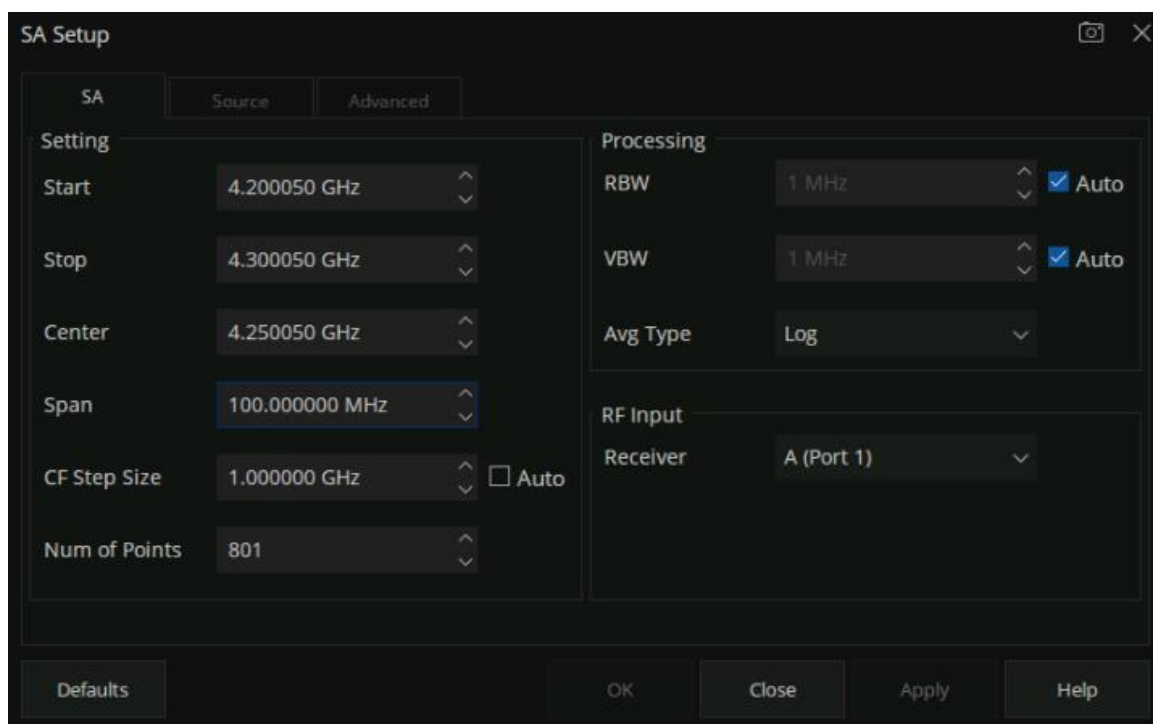 SA Setup
SA Source Advanced
Setting
Start 4.200050 GHz
Stop 4.300050 GHz
Center 4.250050 GHz
Span 100.000000 MHz
CF Step Size 1.000000 GHz Auto
Num of Points 801
Processing
RBW 1 MHz Auto
VBW 1 MHz Auto
Avg Type Log
RF Input
Receiver A (Port 1)
Defaults OK Close Apply Help